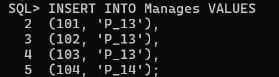 SQL> INSERT INTO Manages VALUES
2 (101, 'P_13'),
3 (102, 'P_13'),
4 (103, 'P_13'),
5 (104, 'P_14');